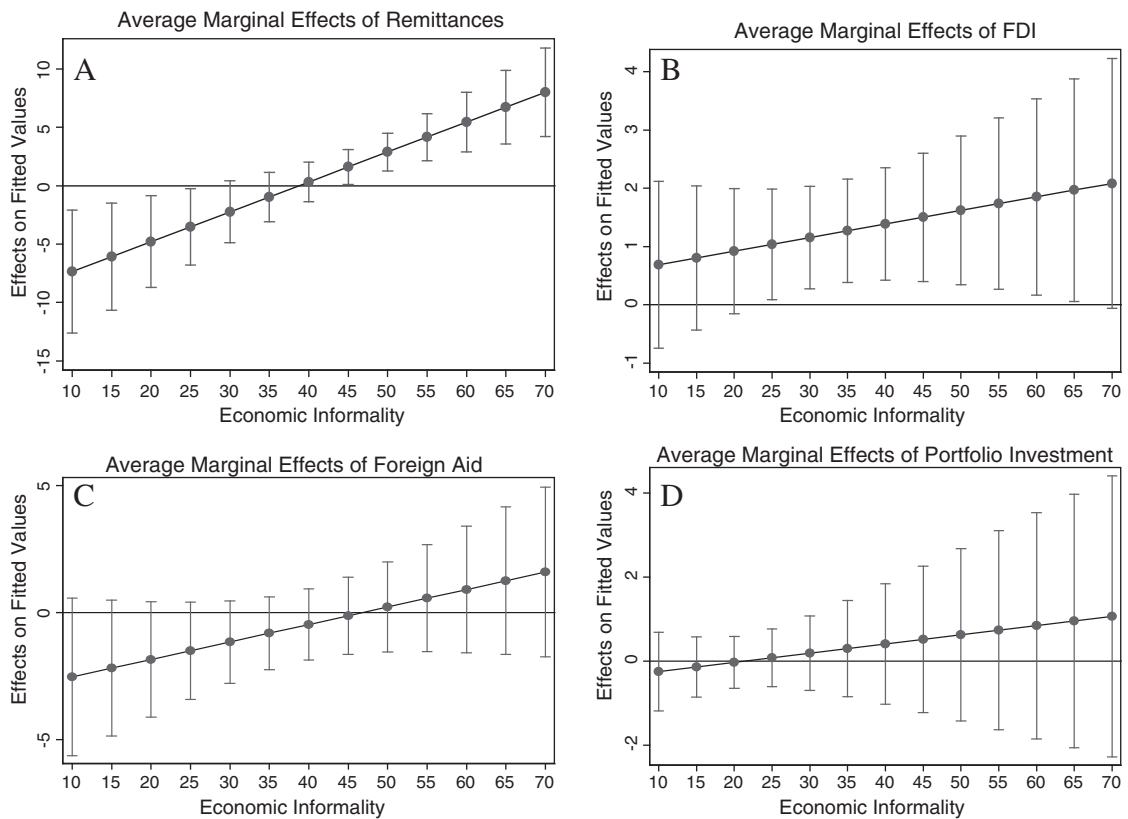 Average Marginal Effects of Remittances
A
Effects on Fitted Values
10
5
0
-5
-10
-15
10 15 20 25 30 35 40 45 50 55 60 65 70
Economic Informality
Average Marginal Effects of FDI
B
Effects on Fitted Values
4
3
2
1
0
-1
10 15 20 25 30 35 40 45 50 55 60 65 70
Economic Informality
Average Marginal Effects of Foreign Aid
C
Effects on Fitted Values
5
0
-5
10 15 20 25 30 35 40 45 50 55 60 65 70
Economic Informality
Average Marginal Effects of Portfolio Investment
D
Effects on Fitted Values
4
2
0
-2
10 15 20 25 30 35 40 45 50 55 60 65 70
Economic Informality